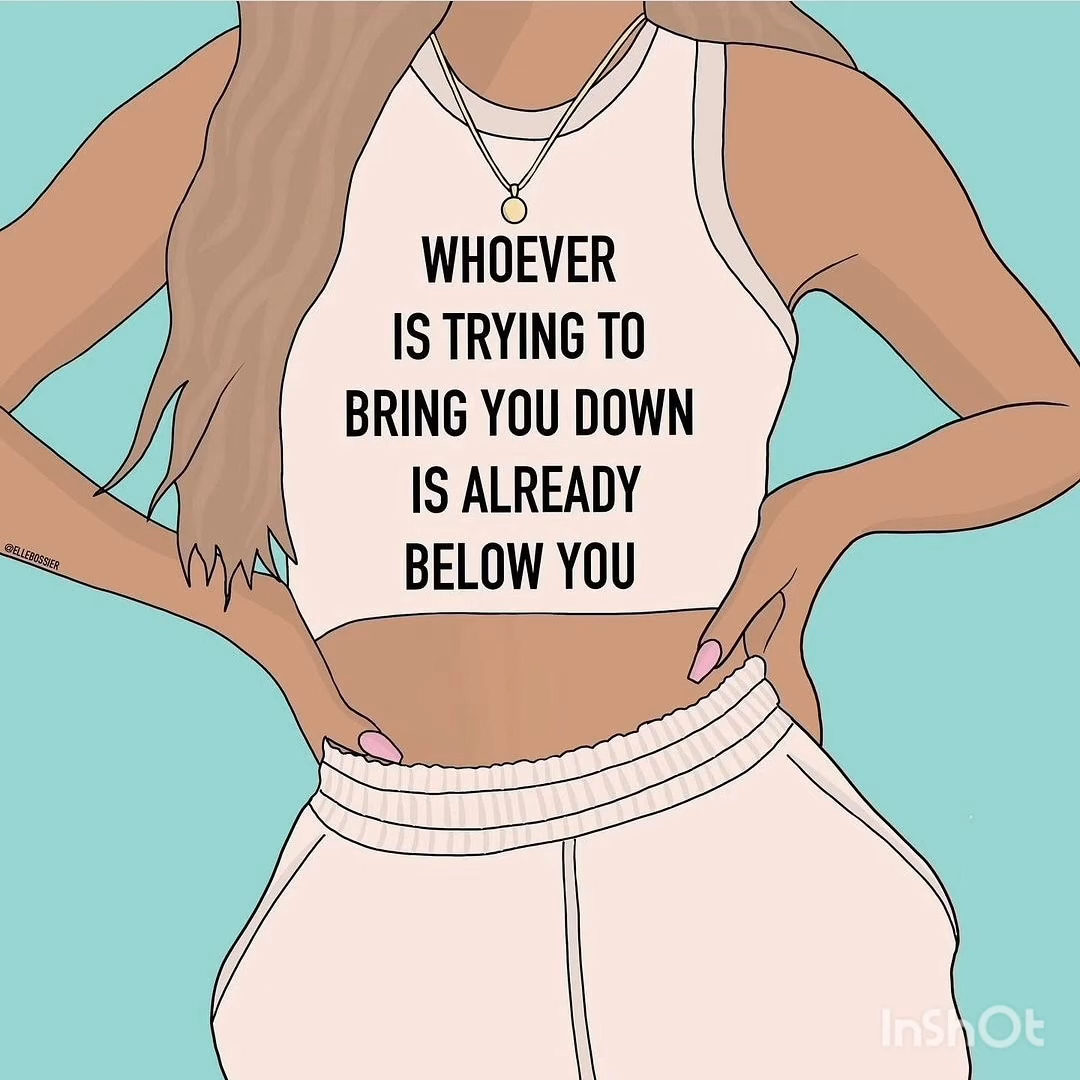 WHOEVER
IS TRYING TO
BRING YOU DOWN
IS ALREADY
BELOW YOU
@ELLEBOSSIER
InShOt